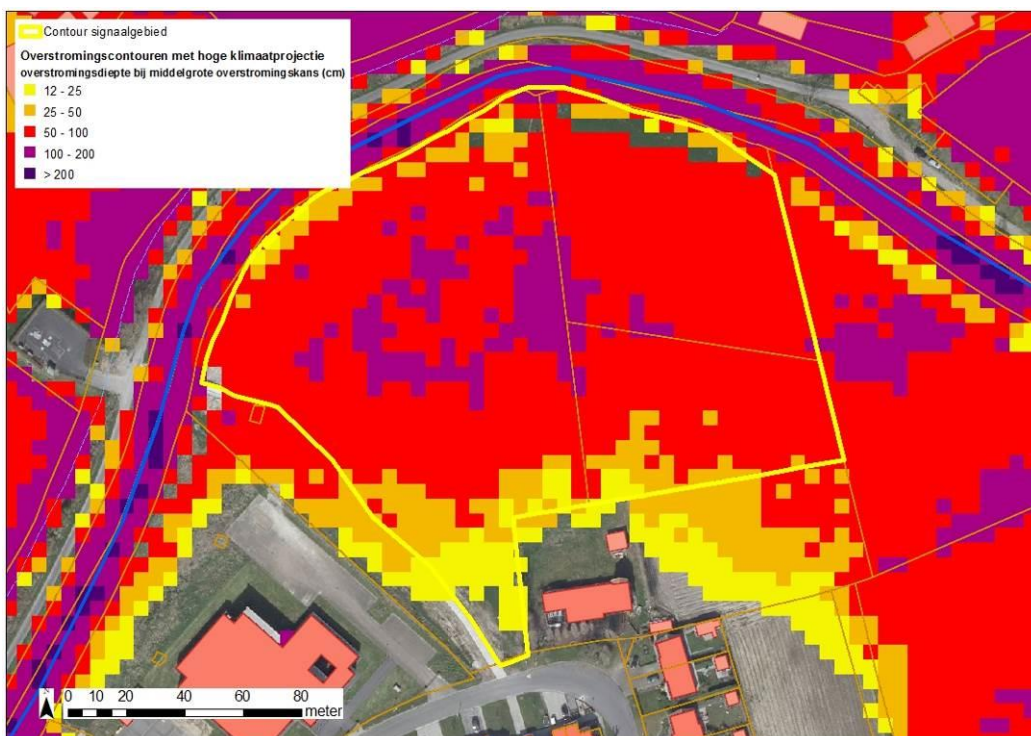 Contour signaalgebied
Overstromingscontouren met hoge klimaatprojectie
overstromingsdiepte bij middelgrote overstromingskans (cm)
12 - 25
25 - 50
50 - 100
100 - 200
> 200
0 10 20 40 60 80
meter